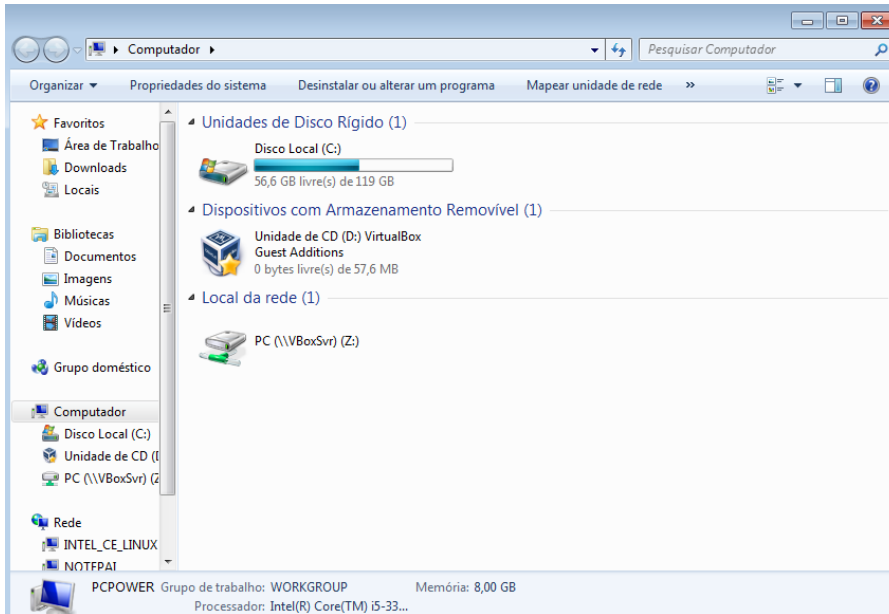 Computador
Pesquisar Computador
Organizar
Propriedades do sistema
Desinstalar ou alterar um programa
Mapear unidade de rede
»
Favoritos
Área de Trabalho
Downloads
Locais
Bibliotecas
Documentos
Imagens
Músicas
Vídeos
Grupo doméstico
Computador
Disco Local (C:)
Unidade de CD (
PC (\\VBoxSvr) (Z
Rede
INTEL_CE_LINUX
Unidades de Disco Rígido (1)
Disco Local (C:)
56,6 GB livre(s) de 119 GB
Dispositivos com Armazenamento Removível (1)
Unidade de CD (D:) VirtualBox
Guest Additions
0 bytes livre(s) de 57,6 MB
Local da rede (1)
PC (\\VBoxSvr) (Z:)
PCPOWER Grupo de trabalho: WORKGROUP Memória: 8,00 GB
Processador: Intel(R) Core(TM) i5-33...